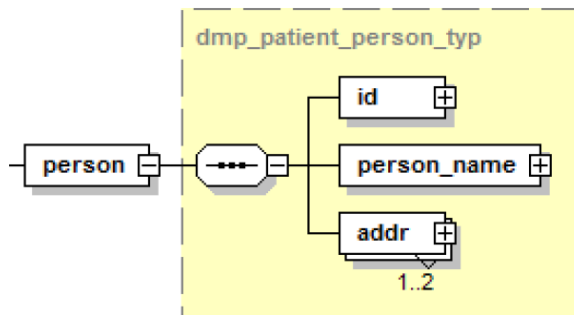 dmp_patient_person_typ
id
person
person_name
addr
1..2